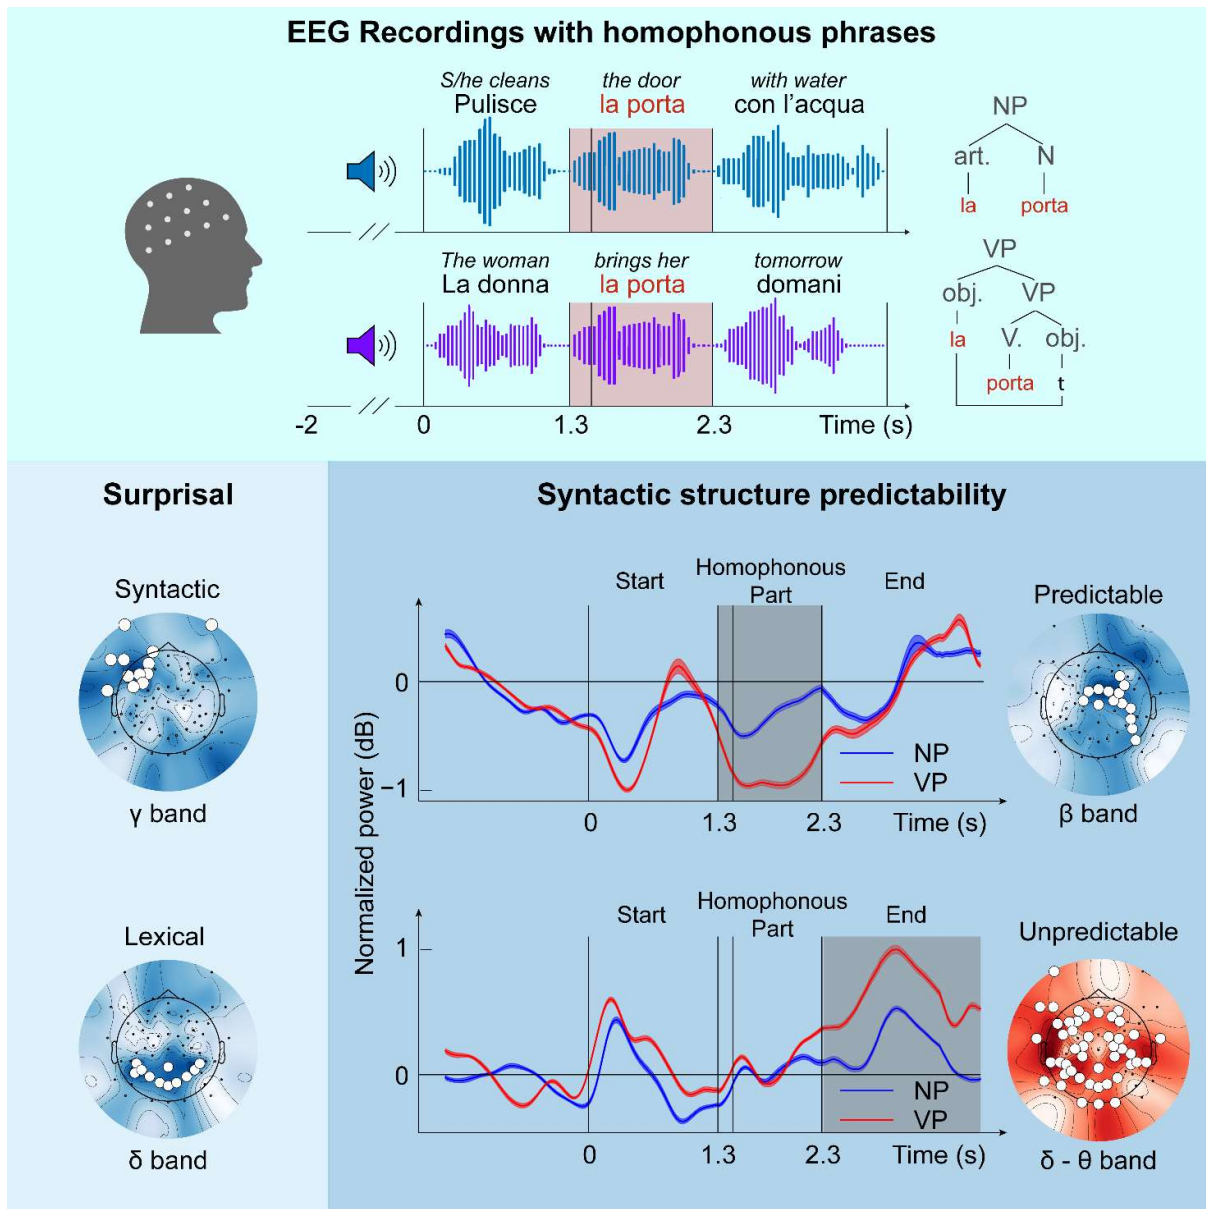 EEG Recordings with homophonous phrases
S/he cleans the door with water
Pulisce la porta con l'acqua
NP
art. N
la porta
The woman brings her tomorrow
La donna la porta domani
VP
obj. VP
la V. obj.
porta t
-2 0 1.3 2.3 Time (s)
Surprisal
Syntactic
γ band
Lexical
δ band
Syntactic structure predictability
Normalized power (dB)
Start Homophonous Part End
0
−1
NP
VP
0 1.3 2.3 Time (s)
Predictable
β band
Start Homophonous Part End
1
0
NP
VP
0 1.3 2.3 Time (s)
Unpredictable
δ - θ band